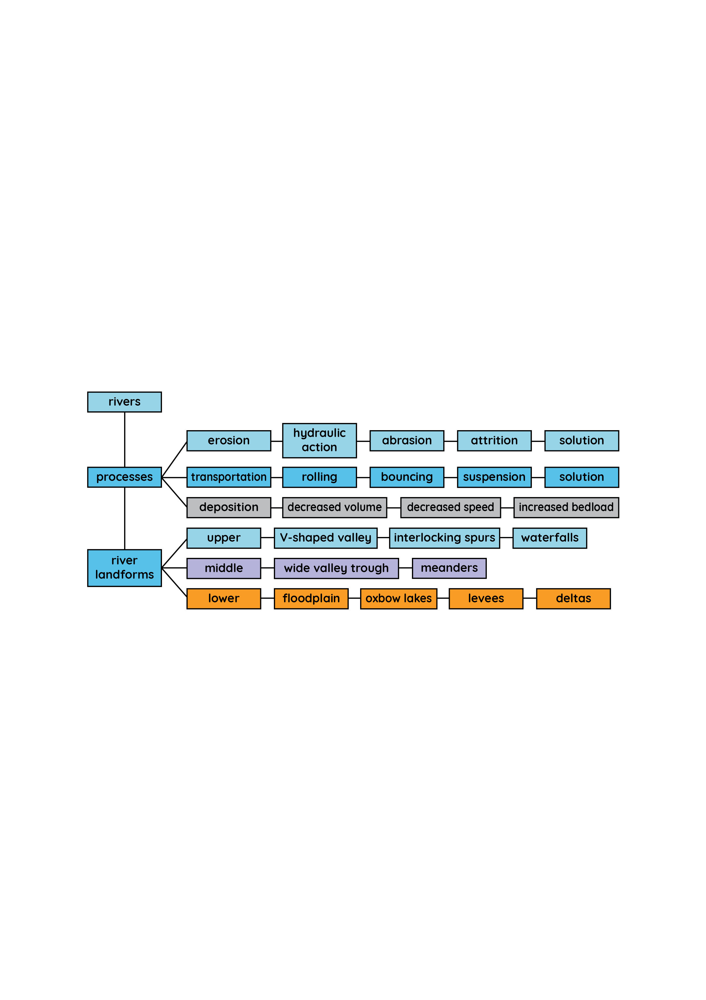 rivers
erosion
hydraulic
action
abrasion
attrition
solution
processes
transportation
rolling
bouncing
suspension
solution
deposition
decreased volume
decreased speed
increased bedload
upper
V-shaped valley
interlocking spurs
waterfalls
river
landforms
middle
wide valley trough
meanders
lower
floodplain
oxbow lakes
levees
deltas